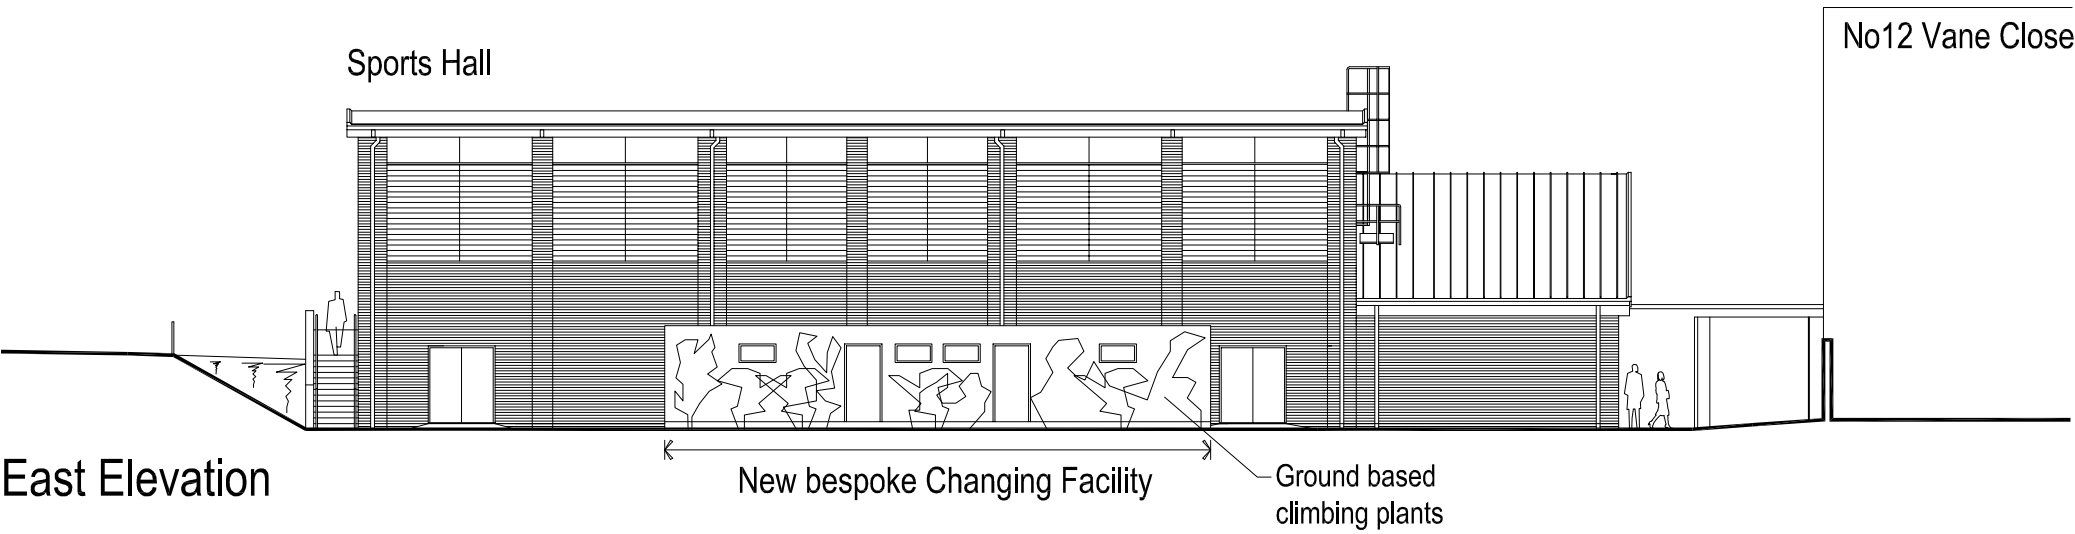 No12 Vane Close
Sports Hall
East Elevation
New bespoke Changing Facility
Ground based
climbing plants